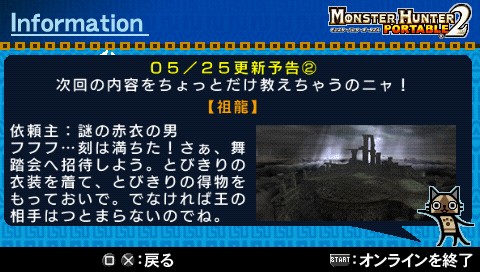 Information
MONSTER HUNTER
PORTABLE 2
05/25更新予告②
次回の内容をちょっとだけ教えちゃうのニャ！
【祖龍】
依頼主：謎の赤衣の男
フフフ…刻は満ちた！さぁ、舞
踏会へ招待しよう。とびきりの
衣装を着て、とびきりの得物を
もっておいで。でなければ王の
相手はつとまらないのでね。
□×:戻る
START:オンラインを終了